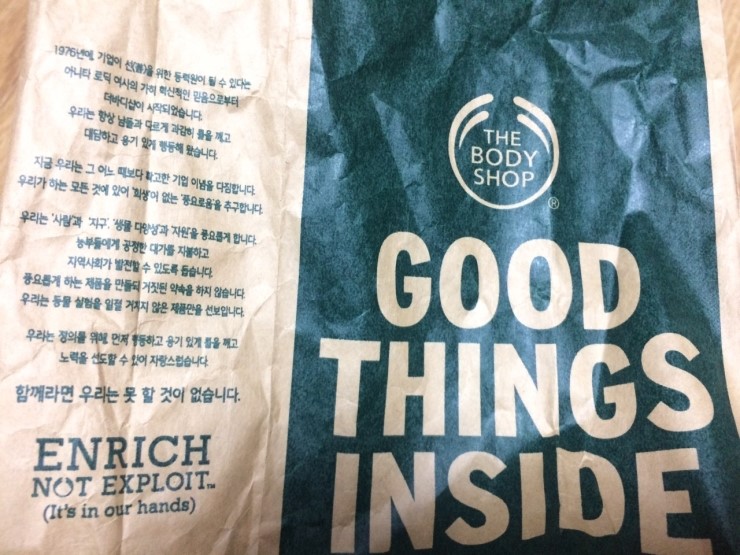 1976년에, 기업이 선(善)을 위한 동력원이 될 수 있다는
아니타 로딕 여사의 가히 혁신적인 믿음으로부터
더바디샵이 시작되었습니다.
우리는 항상 남들과 다르게 과감히 틀을 깨고
대담하고 용기 있게 행동해 왔습니다.
지금 우리는 그 어느 때보다 확고한 기업 이념을 다짐합니다.
우리가 하는 모든 것에 있어 '희생'이 없는 '풍요로움'을 추구합니다.
우리는 '사람'과 '지구', '생물 다양성'과 '자원'을 풍요롭게 합니다.
농부들에게 공정한 대가를 지불하고
지역사회가 발전할 수 있도록 돕습니다.
풍요롭게 하는 제품을 만들되 거짓된 약속을 하지 않습니다.
우리는 동물 실험을 일절 거치지 않은 제품만을 선보입니다.
우리는 정의를 위해, 먼저 행동하고 용기 있게 틀을 깨고
노력을 선도할 수 있어 자랑스럽습니다.
함께라면 우리는 못 할 것이 없습니다.
ENRICH
NOT EXPLOIT™
(It's in our hands)
THE
BODY
SHOP
®
GOOD
THINGS
INSIDE